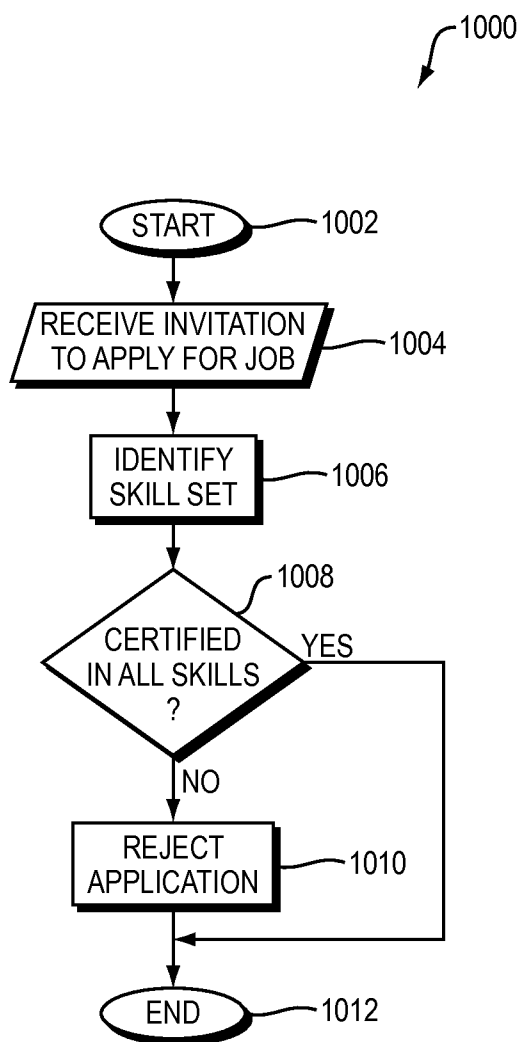 1000
START
1002
RECEIVE INVITATION
TO APPLY FOR JOB
1004
IDENTIFY
SKILL SET
1006
1008
CERTIFIED
IN ALL SKILLS
?
YES
NO
REJECT
APPLICATION
1010
END
1012